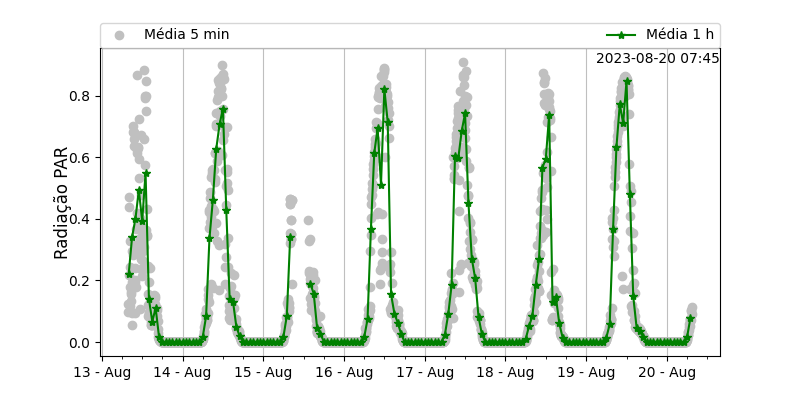 Média 5 min
Média 1 h
2023-08-20 07:45
Radiação PAR
0.8
0.6
0.4
0.2
0.0
13 - Aug
14 - Aug
15 - Aug
16 - Aug
17 - Aug
18 - Aug
19 - Aug
20 - Aug